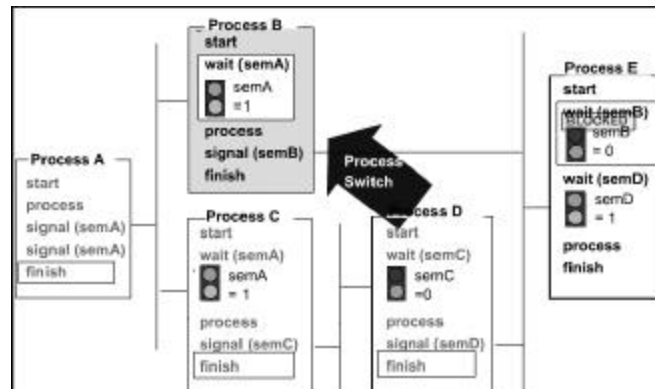 Process B
start
wait (semA)
semA
=1
process
signal (semB)
finish
Process A
start
process
signal (semA)
signal (semA)
finish
Process
Switch
Process C
start
wait (semA)
semA
= 1
process
signal (semC)
finish
Process D
start
wait (semC)
semC
=0
process
signal (semD)
finish
Process E
start
wait (semB)
BLOCKED
semB
= 0
wait (semD)
semD
= 1
process
finish